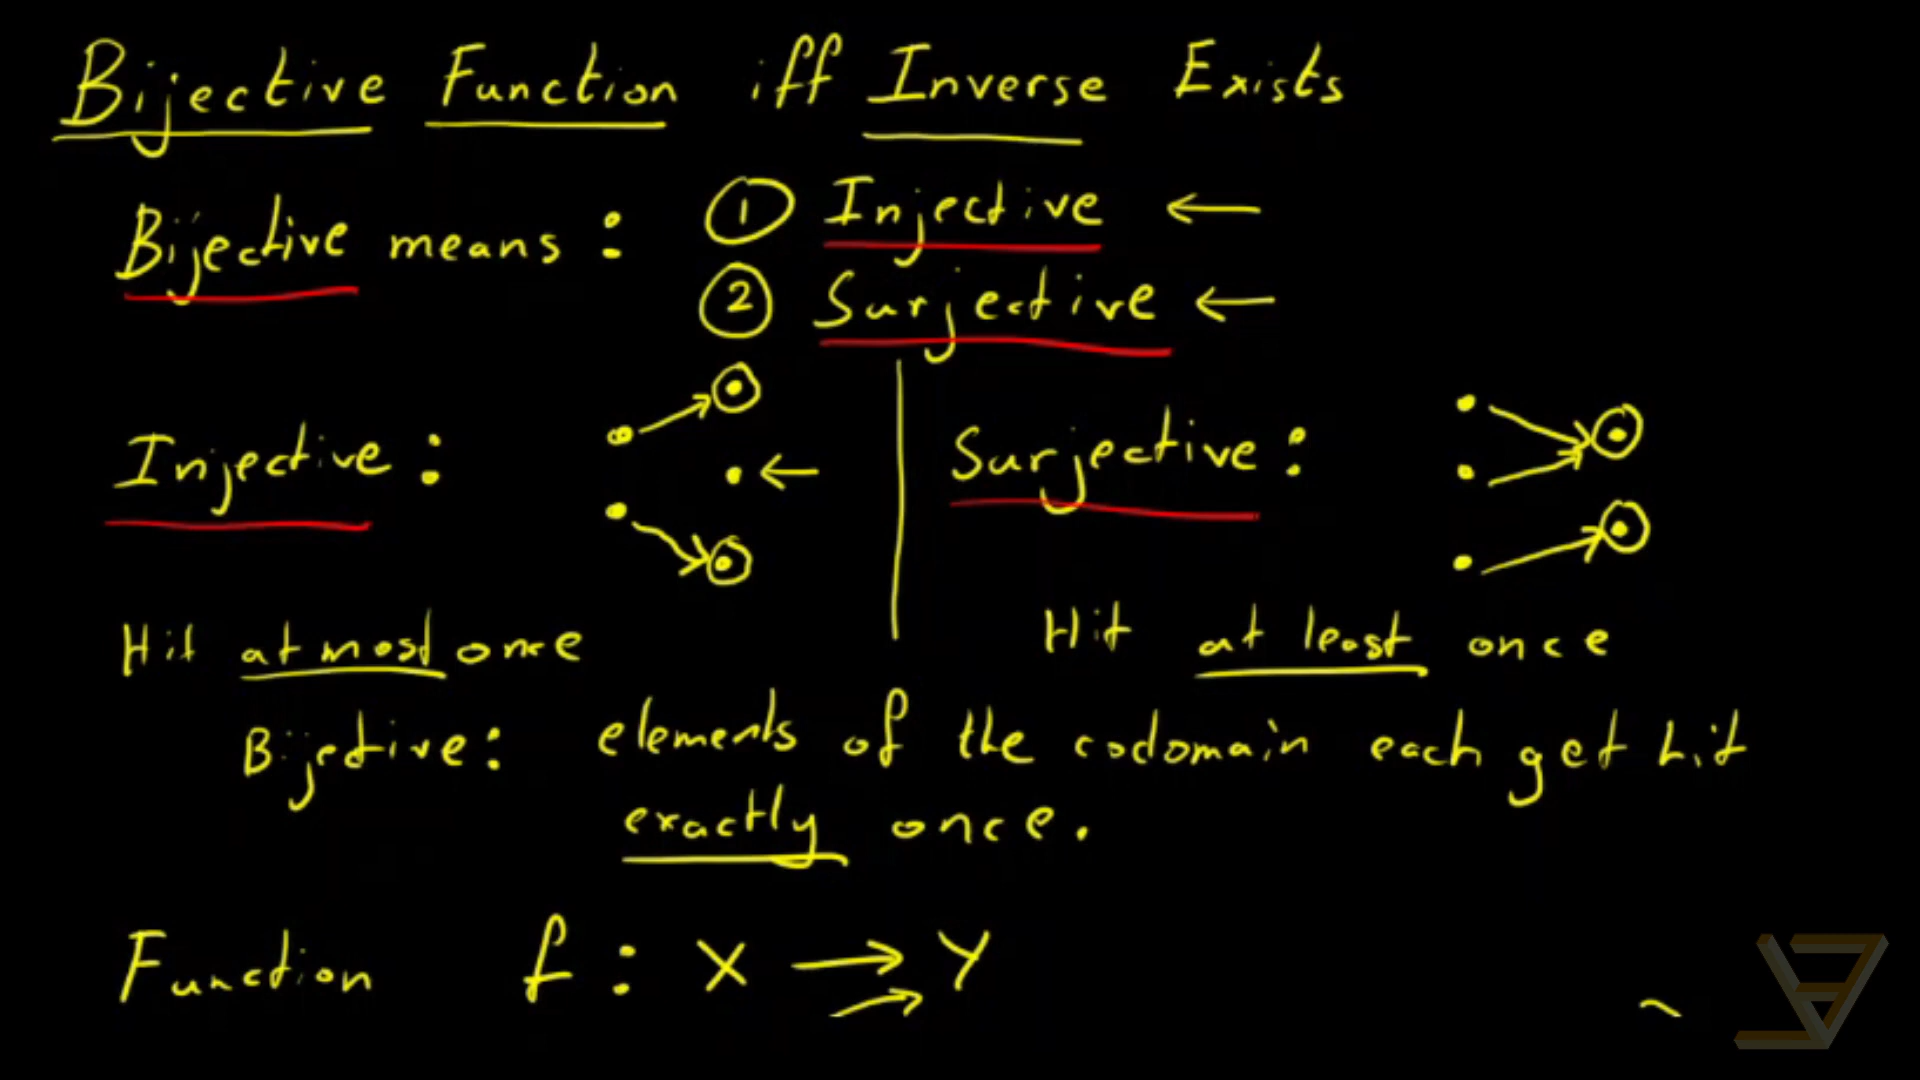 Bijective Function iff Inverse Exists
Bijective means: ① Injective ←
② Surjective ←
Injective:
Hit at most once
Surjective:
Hit at least once
Bijective: elements of the codomain each get hit
exactly once.
Function f : X → Y